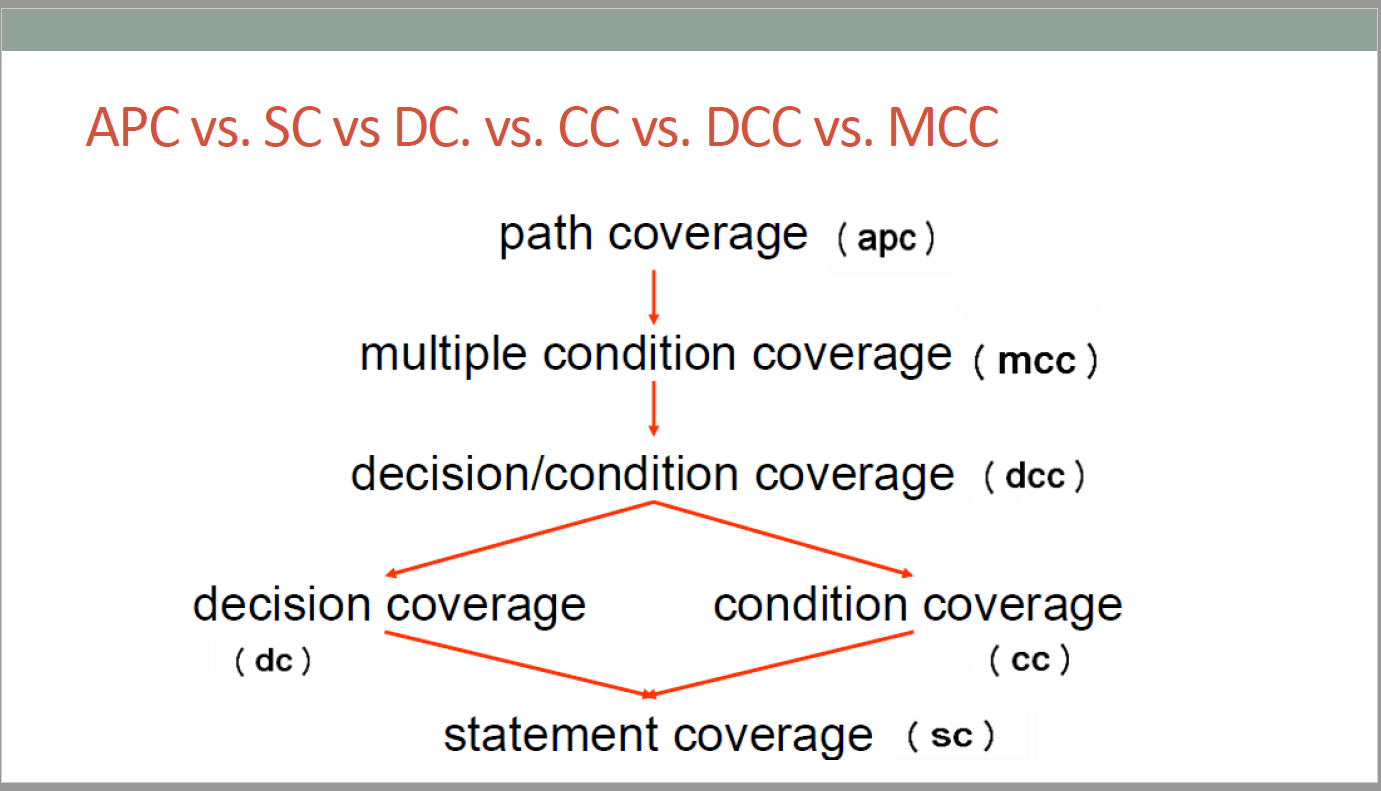 APC vs. SC vs DC. vs. CC vs. DCC vs. MCC
path coverage (apc)
multiple condition coverage (mcc)
decision/condition coverage (dcc)
decision coverage condition coverage
(dc) (cc)
statement coverage (sc)